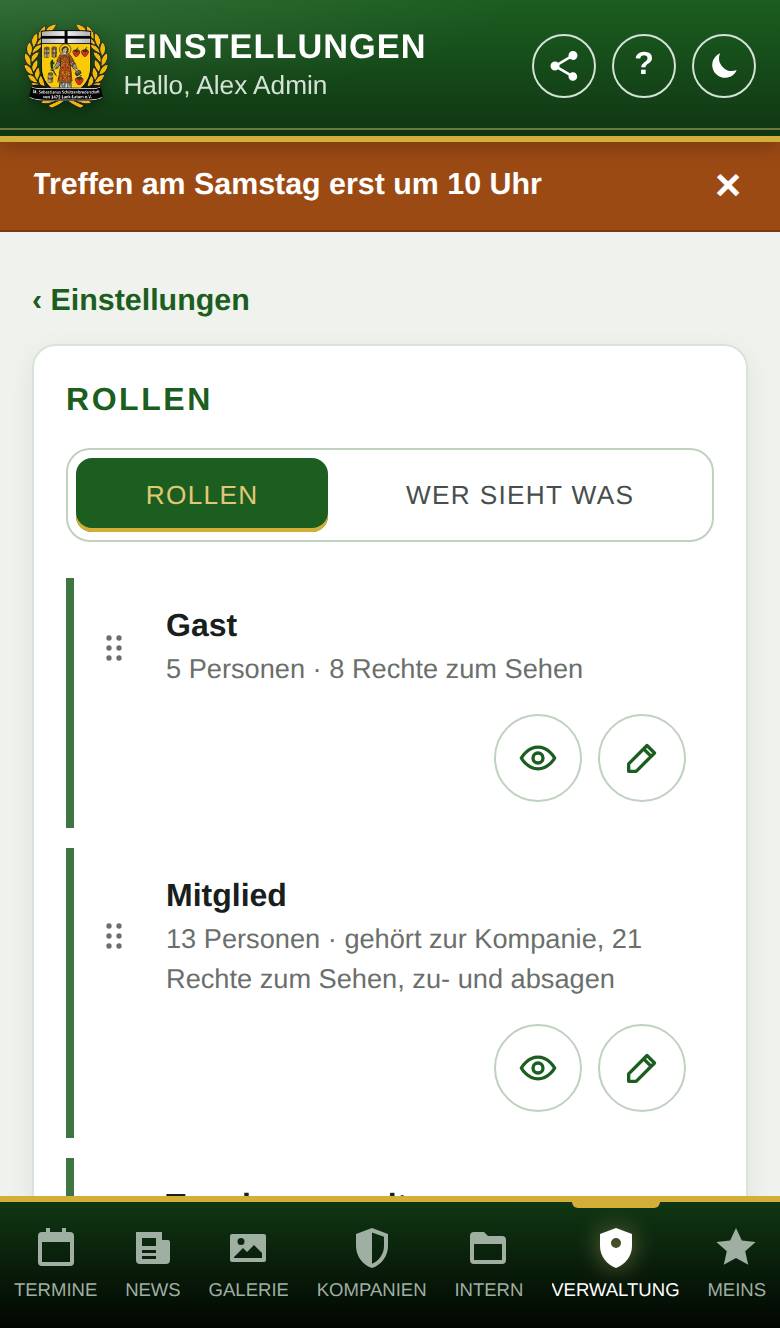 EINSTELLUNGEN
Hallo, Alex Admin
?
Treffen am Samstag erst um 10 Uhr
‹ Einstellungen
ROLLEN
ROLLEN
WER SIEHT WAS
Gast
5 Personen · 8 Rechte zum Sehen
Mitglied
13 Personen · gehört zur Kompanie, 21
Rechte zum Sehen, zu- und absagen
TERMINE
NEWS
GALERIE
KOMPANIEN
INTERN
VERWALTUNG
MEINS